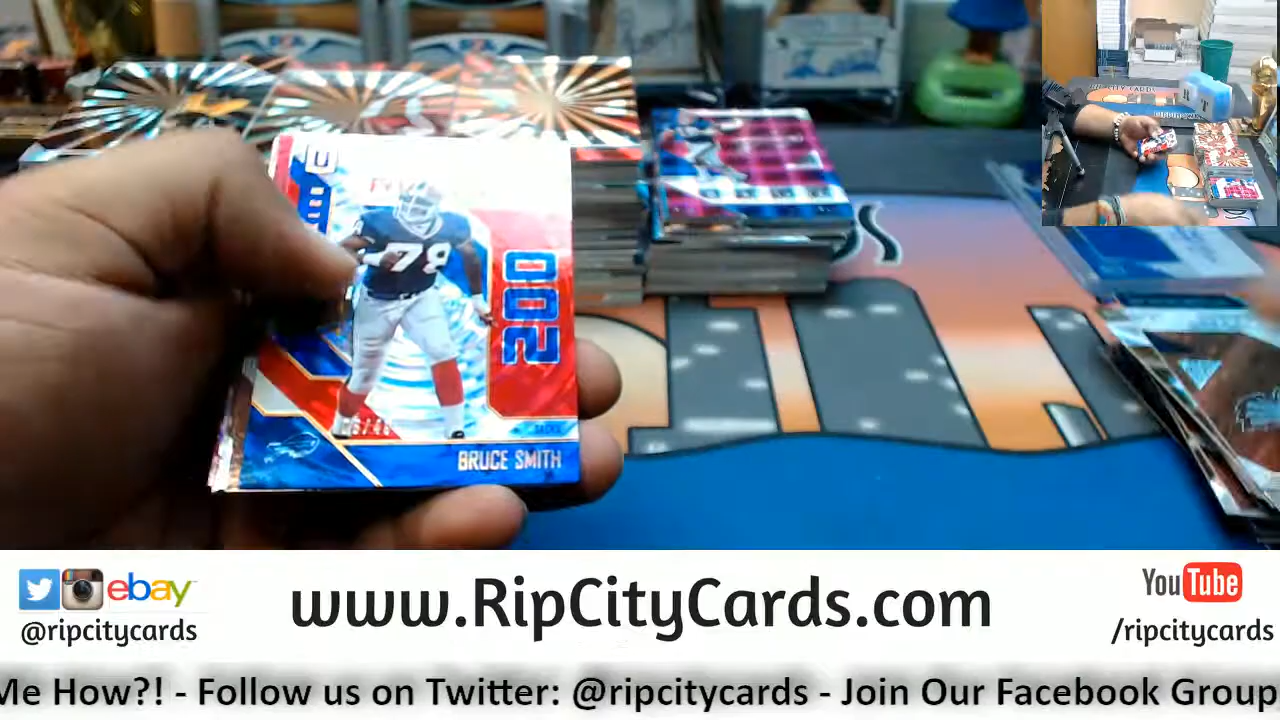 78
200
BRUCE SMITH
ebay
@ripcitycards
www.RipCityCards.com
YouTube
/ripcitycards
Me How?! - Follow us on Twitter: @ripcitycards - Join Our Facebook Group